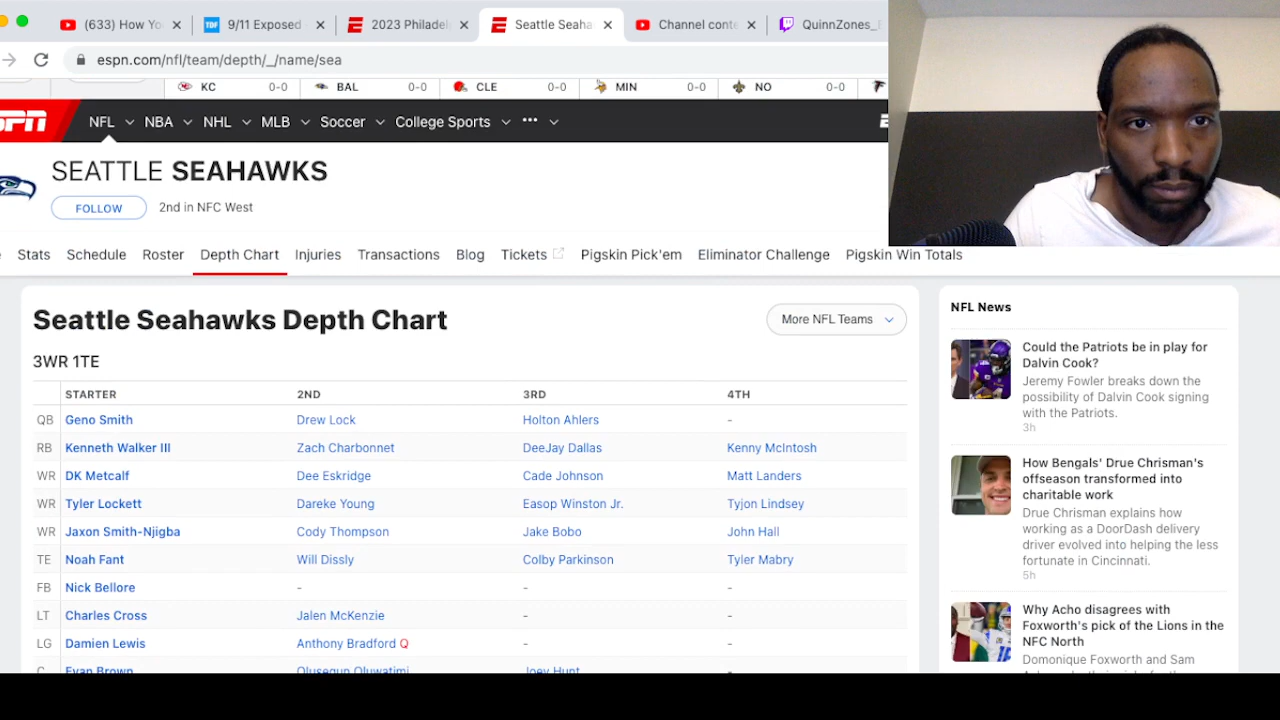 (633) How Yo
9/11 Exposed
2023 Philadel
Seattle Seaha
Channel conte
QuinnZones_
espn.com/nfl/team/depth/_/name/sea
KC 0-0 BAL 0-0 CLE 0-0 MIN 0-0 NO 0-0
NFL NBA NHL MLB Soccer College Sports •••
SEATTLE SEAHAWKS
FOLLOW 2nd in NFC West
Stats Schedule Roster Depth Chart Injuries Transactions Blog Tickets Pigskin Pick'em Eliminator Challenge Pigskin Win Totals
Seattle Seahawks Depth Chart
More NFL Teams
3WR 1TE
STARTER 2ND 3RD 4TH
QB Geno Smith Drew Lock Holton Ahlers -
RB Kenneth Walker III Zach Charbonnet DeeJay Dallas Kenny McIntosh
WR DK Metcalf Dee Eskridge Cade Johnson Matt Landers
WR Tyler Lockett Dareke Young Easop Winston Jr. Tyjon Lindsey
WR Jaxon Smith-Njigba Cody Thompson Jake Bobo John Hall
TE Noah Fant Will Dissly Colby Parkinson Tyler Mabry
FB Nick Bellore - - -
LT Charles Cross Jalen McKenzie - -
LG Damien Lewis Anthony Bradford Q - -
C Evan Brown Olusegun Oluwatimi Joey Hunt -
NFL News
Could the Patriots be in play for
Dalvin Cook?
Jeremy Fowler breaks down the
possibility of Dalvin Cook signing
with the Patriots.
3h
How Bengals' Drue Chrisman's
offseason transformed into
charitable work
Drue Chrisman explains how
working as a DoorDash delivery
driver evolved into helping the less
fortunate in Cincinnati.
5h
Why Acho disagrees with
Foxworth's pick of the Lions in the
NFC North
Domonique Foxworth and Sam